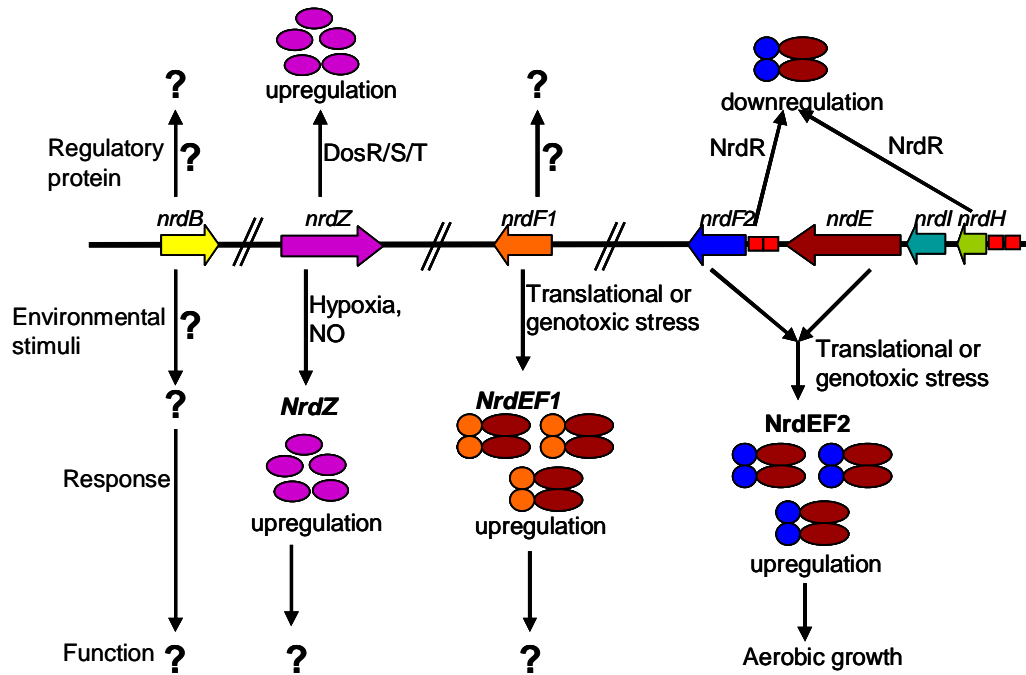 ?
upregulation
?
downregulation
Regulatory
protein
?
DosR/S/T
?
NrdR
NrdR
nrdB
nrdZ
nrdF1
nrdF2
nrdE
nrdI
nrdH
Environmental
stimuli
?
Hypoxia,
NO
Translational or
genotoxic stress
Translational or
genotoxic stress
?
NrdZ
NrdEF1
NrdEF2
Response
upregulation
upregulation
upregulation
Function
?
?
?
Aerobic growth